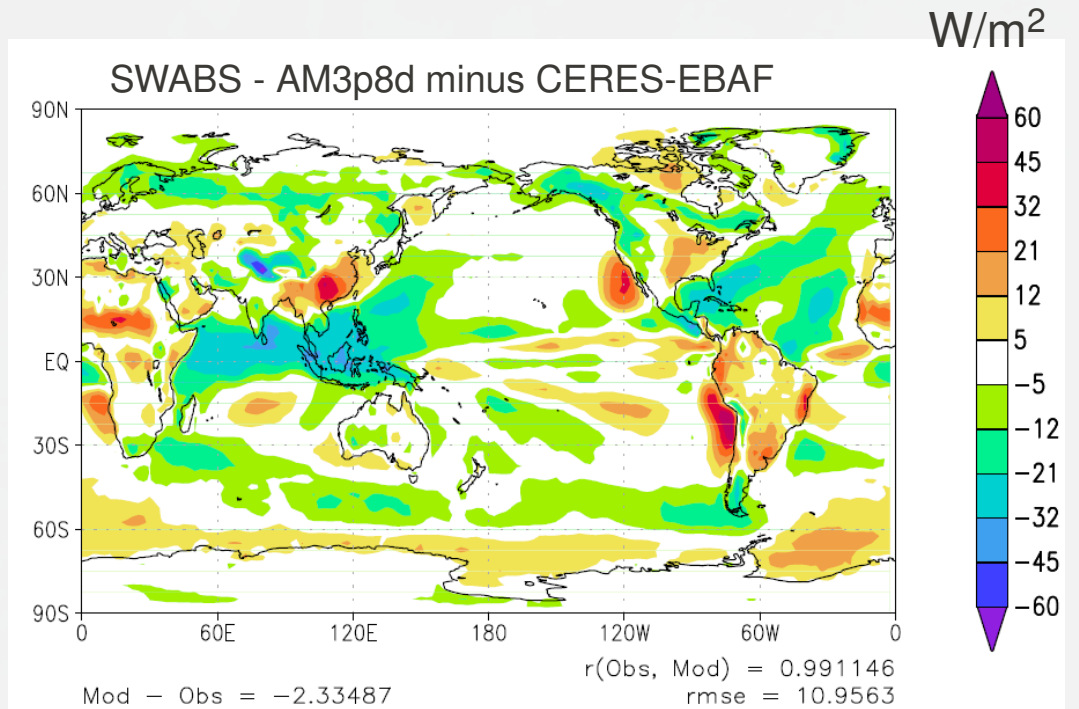 W/m²
SWABS - AM3p8d minus CERES-EBAF
90N
60N
30N
EQ
30S
60S
90S
0 60E 120E 180 120W 60W 0
60
45
32
21
12
5
−5
−12
−21
−32
−45
−60
r(Obs, Mod) = 0.991146
Mod − Obs = −2.33487 rmse = 10.9563